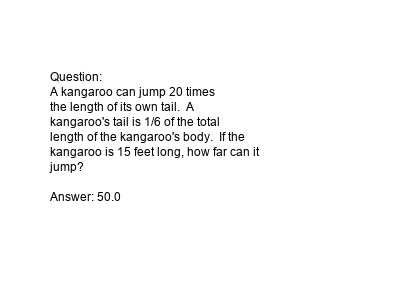 Question:
A kangaroo can jump 20 times
the length of its own tail.  A
kangaroo's tail is 1/6 of the total
length of the kangaroo's body.  If the
kangaroo is 15 feet long, how far can it
jump?

Answer: 50.0